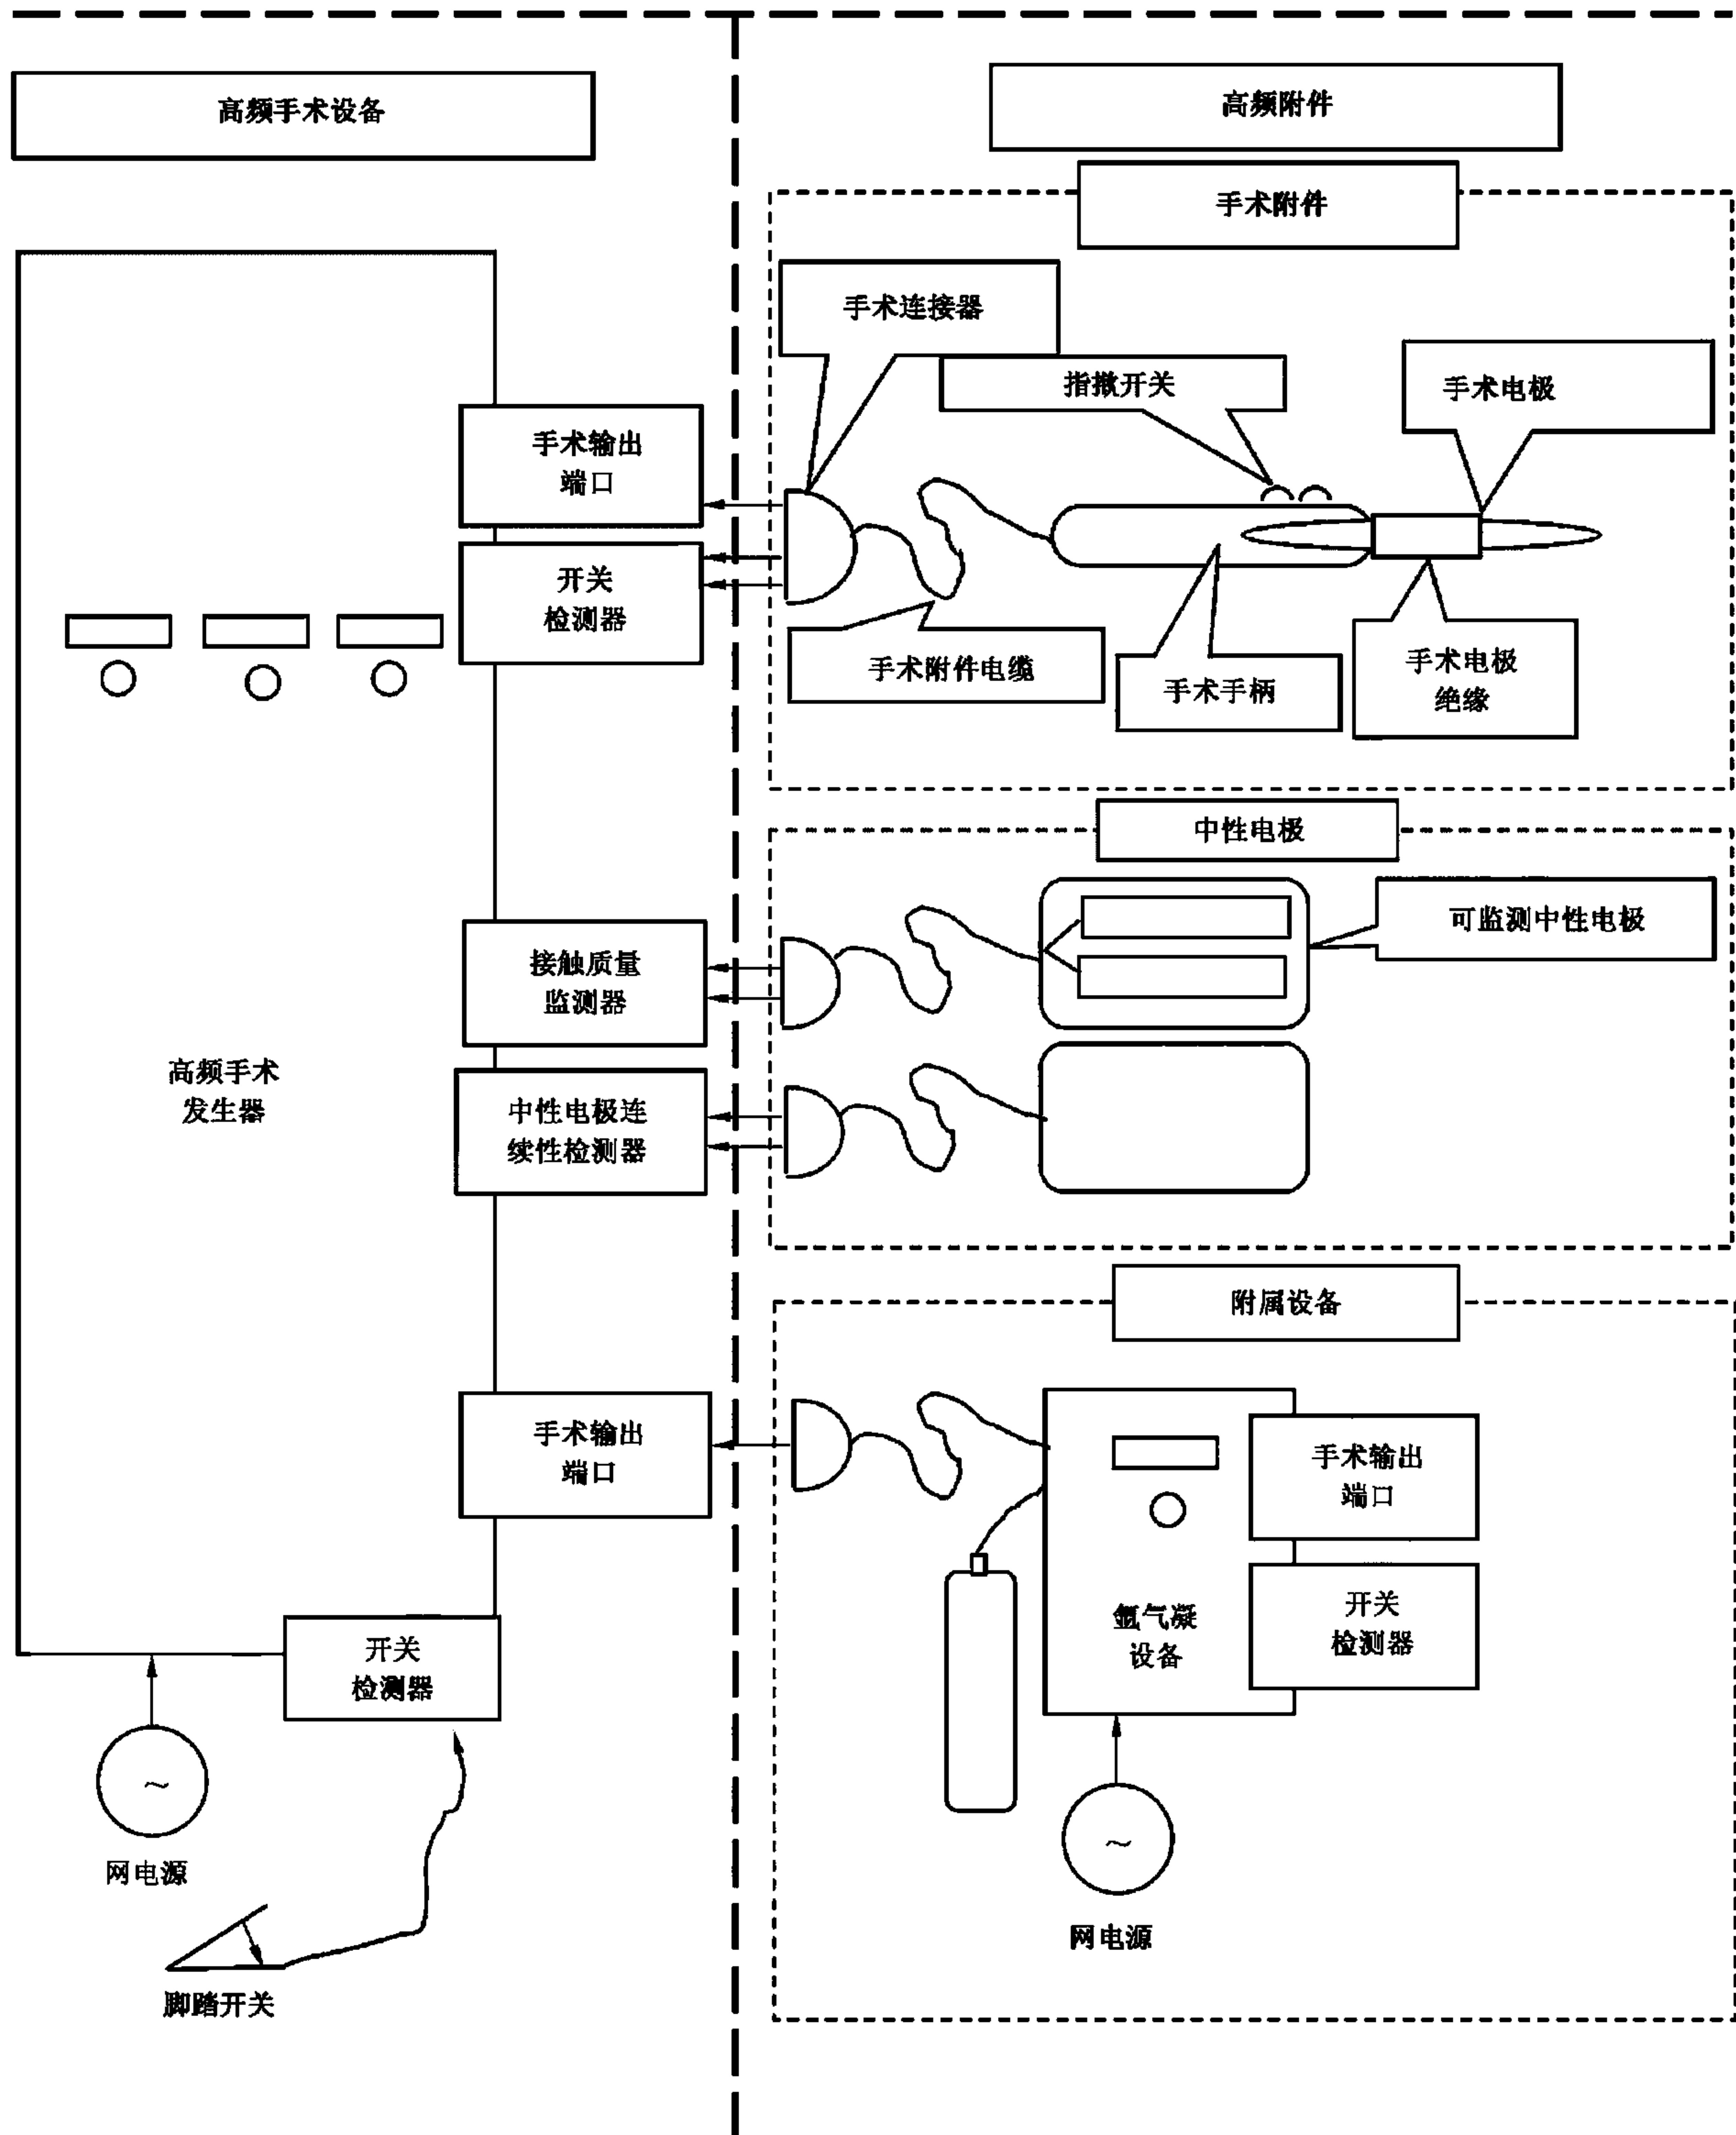 高频手术设备
高频附件
手术附件
手术连接器
指揿开关
手术电极
手术输出
端口
开关
检测器
手术附件电缆
手术手柄
手术电极
绝缘
中性电极
可监测中性电极
接触质量
监测器
高频手术
发生器
中性电极连
续性检测器
附属设备
手术输出
端口
手术输出
端口
氩气凝
设备
开关
检测器
开关
检测器
~
网电源
~
网电源
脚踏开关